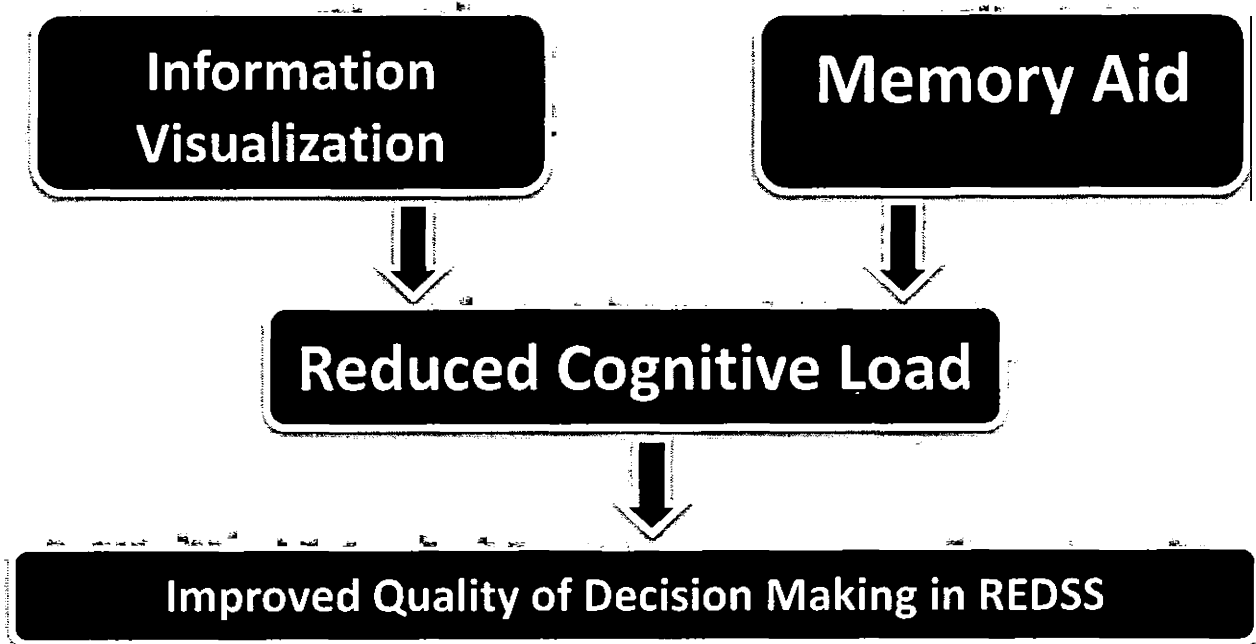 Information
Visualization
Memory Aid
Reduced Cognitive Load
Improved Quality of Decision Making in REDSS